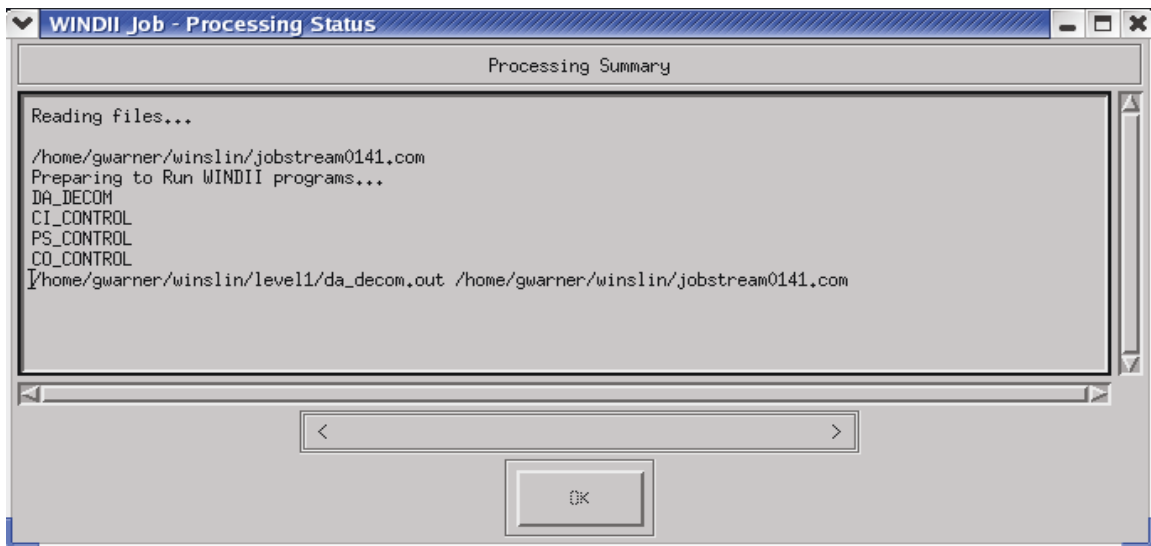 WINDII Job - Processing Status
Processing Summary
Reading files...
/home/gwarner/winslin/jobstream0141.com
Preparing to Run WINDII programs...
DA_DECOM
CI_CONTROL
PS_CONTROL
CO_CONTROL
/home/gwarner/winslin/level1/da_decom.out /home/gwarner/winslin/jobstream0141.com
< >
OK